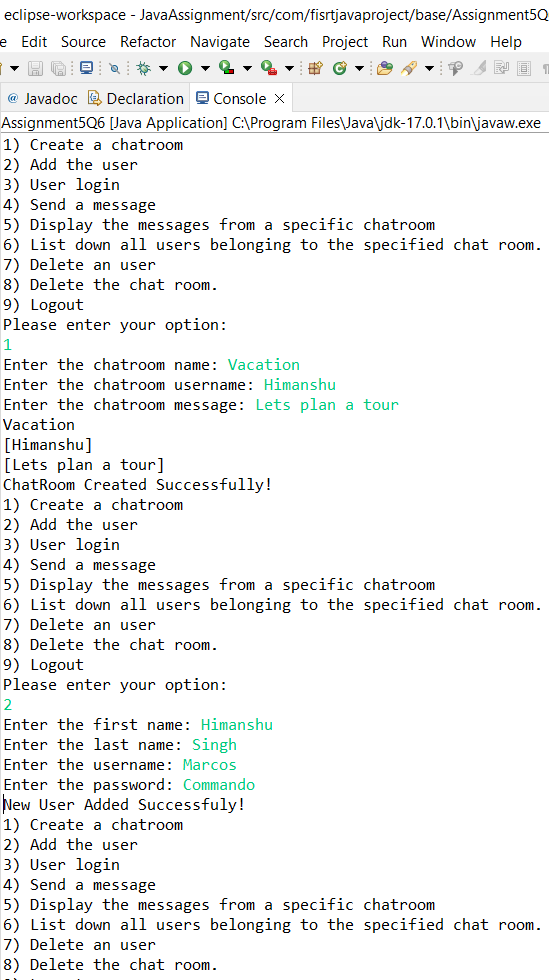 eclipse-workspace - JavaAssignment/src/com/fisrtjavaproject/base/Assignment5Q
e Edit Source Refactor Navigate Search Project Run Window Help
@ Javadoc Declaration Console
Assignment5Q6 [Java Application] C:\Program Files\Java\jdk-17.0.1\bin\javaw.exe
1) Create a chatroom
2) Add the user
3) User login
4) Send a message
5) Display the messages from a specific chatroom
6) List down all users belonging to the specified chat room.
7) Delete an user
8) Delete the chat room.
9) Logout
Please enter your option:
1
Enter the chatroom name: Vacation
Enter the chatroom username: Himanshu
Enter the chatroom message: Lets plan a tour
Vacation
[Himanshu]
[Lets plan a tour]
ChatRoom Created Successfully!
1) Create a chatroom
2) Add the user
3) User login
4) Send a message
5) Display the messages from a specific chatroom
6) List down all users belonging to the specified chat room.
7) Delete an user
8) Delete the chat room.
9) Logout
Please enter your option:
2
Enter the first name: Himanshu
Enter the last name: Singh
Enter the username: Marcos
Enter the password: Commando
New User Added Successfuly!
1) Create a chatroom
2) Add the user
3) User login
4) Send a message
5) Display the messages from a specific chatroom
6) List down all users belonging to the specified chat room.
7) Delete an user
8) Delete the chat room.